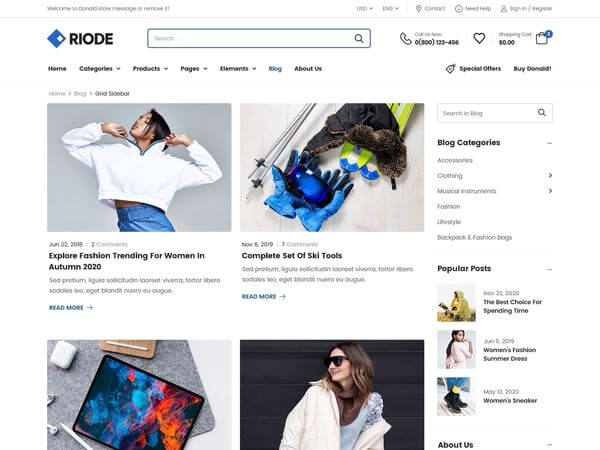 Welcome to Donald store message or remove it!
USD
ENG
Contact
Need Help
Sign in / Register
RIODE
Search...
Call Us Now:
0(800) 123-456
Shopping Cart:
$0.00
3
Home
Categories
Products
Pages
Elements
Blog
About Us
Special Offers
Buy Donald!
Home > Blog > Grid Sidebar
Jun 22, 2018 | 2 Comments
Explore Fashion Trending For Women In
Autumn 2020
Sed pretium, ligula sollicitudin laoreet viverra, tortor libero
sodales leo, eget blandit nunc eu augue.
READ MORE
Nov 6, 2019 | 7 Comments
Complete Set Of Ski Tools
Sed pretium, ligula sollicitudin laoreet viverra, tortor libero
sodales leo, eget blandit nunc eu augue.
READ MORE
Search in Blog
Blog Categories
Accessories
Clothing
Musical Instruments
Fashion
Lifestyle
Backpack & Fashion bags
Popular Posts
Nov 22, 2020
The Best Choice For
Spending Time
Jun 6, 2019
Women's Fashion
Summer Dress
May 13, 2020
Women's Sneaker
About Us